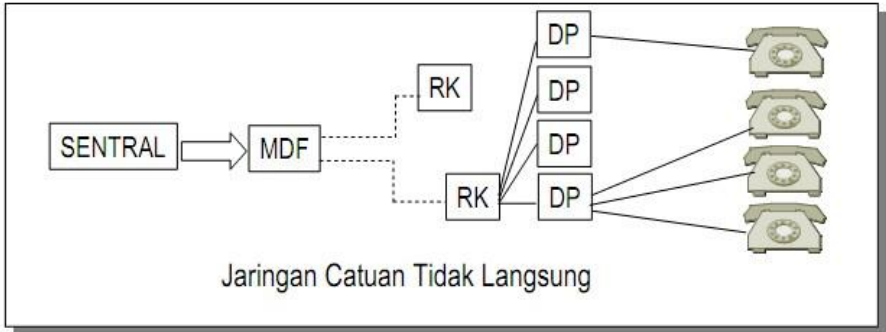 DP
RK
DP
SENTRAL
MDF
DP
RK
DP
Jaringan Catuan Tidak Langsung